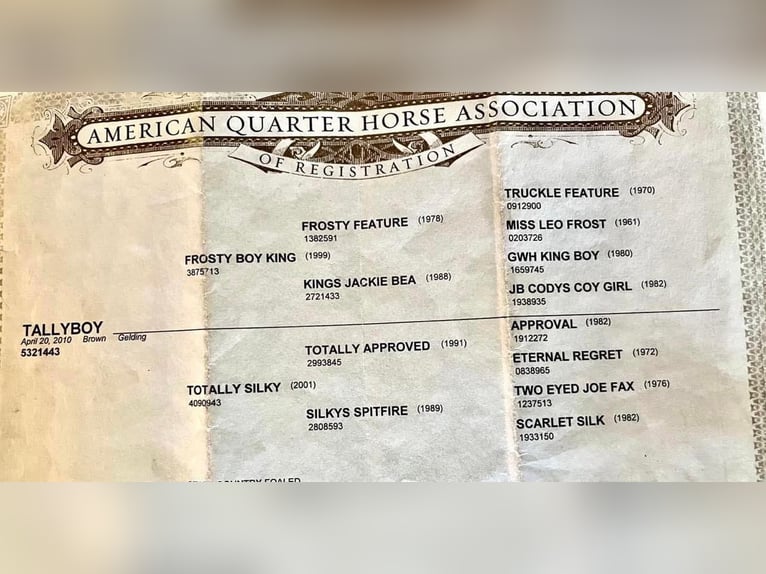 AMERICAN QUARTER HORSE ASSOCIATION
OF REGISTRATION
TRUCKLE FEATURE (1970)
0912900
FROSTY FEATURE (1978)
1382591
MISS LEO FROST (1961)
0203726
FROSTY BOY KING (1999)
3875713
GWH KING BOY (1980)
1659745
KINGS JACKIE BEA (1988)
2721433
JB CODYS COY GIRL (1982)
1938935
TALLYBOY
April 20, 2010 Brown Gelding
5321443
APPROVAL (1982)
1912272
TOTALLY APPROVED (1991)
2993845
ETERNAL REGRET (1972)
0838965
TOTALLY SILKY (2001)
4090943
TWO EYED JOE FAX (1976)
1237513
SILKYS SPITFIRE (1989)
2808593
SCARLET SILK (1982)
1933150
COUNTRY FOALED